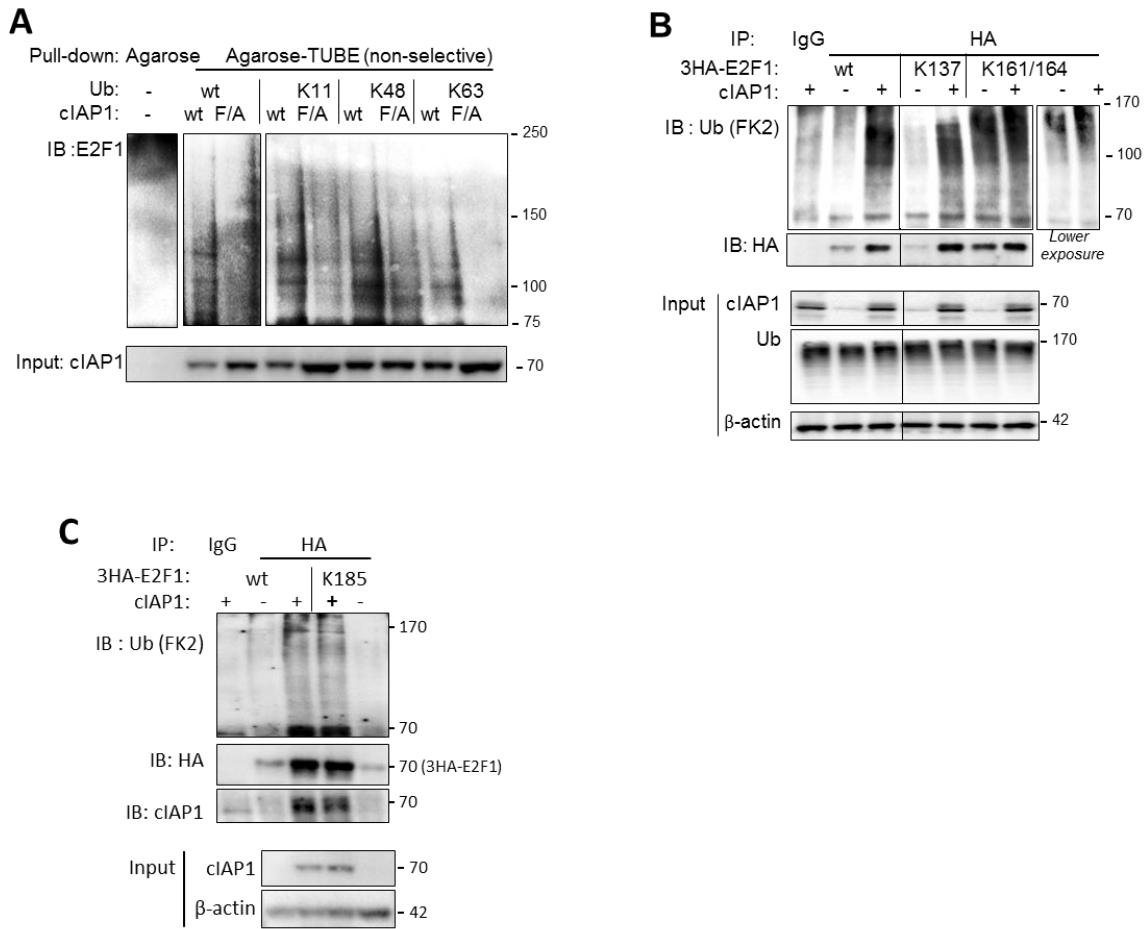 A
Pull-down: Agarose Agarose-TUBE (non-selective)
Ub: - wt K11 K48 K63
cIAP1: - wt F/A wt F/A wt F/A wt F/A
IB :E2F1
250
150
100
75
Input: cIAP1
70
B
IP: IgG HA
3HA-E2F1: wt K137 K161/164
cIAP1: + - + - + - + - +
IB : Ub (FK2)
170
100
70
IB: HA
Lower
exposure
Input
cIAP1
70
Ub
170
β-actin
42
C
IP: IgG HA
3HA-E2F1: wt K185
cIAP1: + - + + -
IB : Ub (FK2)
170
70
IB: HA
70 (3HA-E2F1)
IB: cIAP1
70
Input
cIAP1
70
β-actin
42